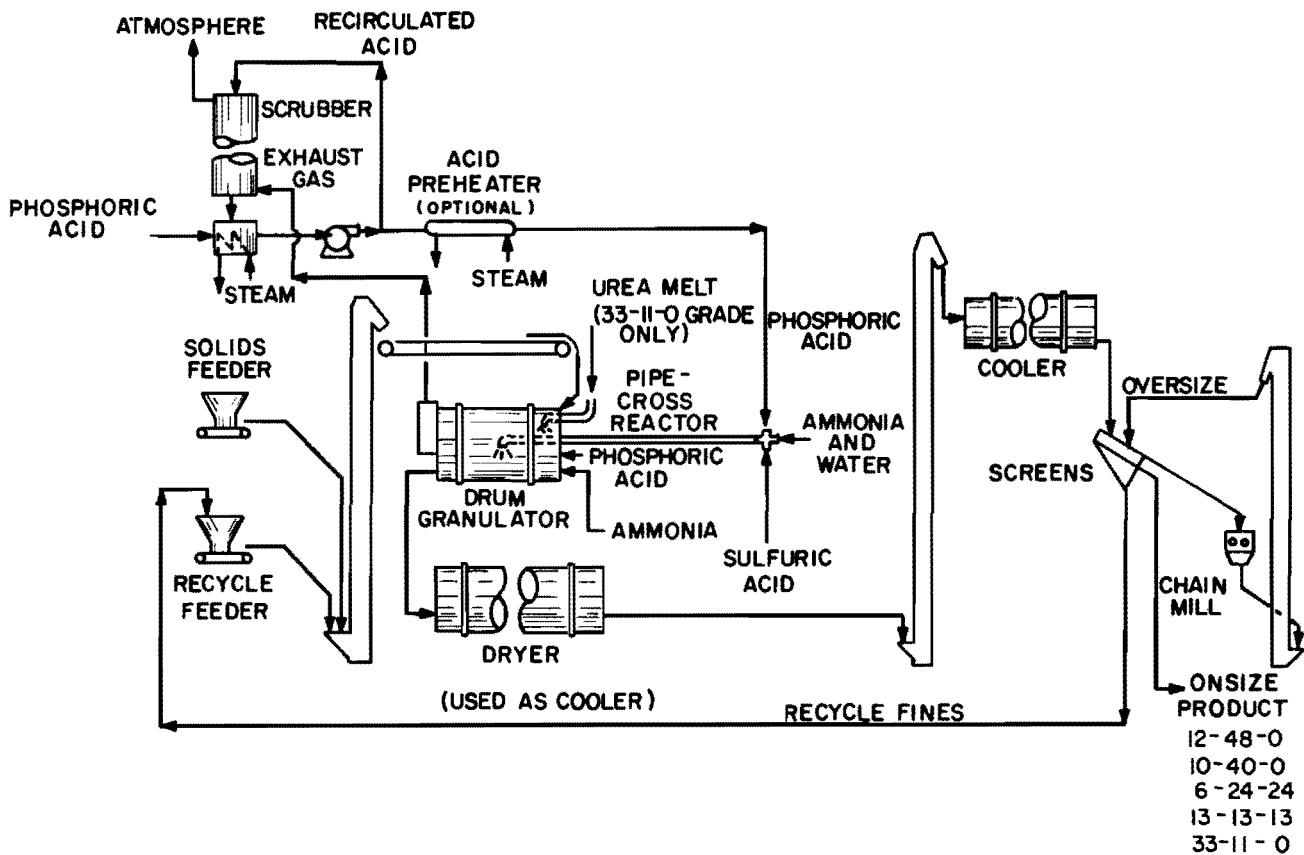 ATMOSPHERE
RECIRCULATED
ACID
SCRUBBER
EXHAUST
GAS
ACID
PREHEATER
(OPTIONAL)
PHOSPHORIC
ACID
STEAM
STEAM
UREA MELT
(33-11-0 GRADE
ONLY)
PHOSPHORIC
ACID
SOLIDS
FEEDER
COOLER
OVERSIZE
PIPE-
CROSS
REACTOR
AMMONIA
AND
WATER
PHOSPHORIC
ACID
SCREENS
DRUM
GRANULATOR
AMMONIA
SULFURIC
ACID
RECYCLE
FEEDER
CHAIN
MILL
DRYER
(USED AS COOLER)
RECYCLE FINES
ONSIZE
PRODUCT
12-48-0
10-40-0
6-24-24
13-13-13
33-11-0